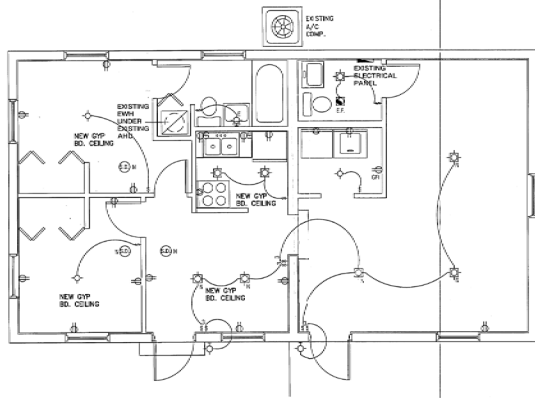 EXISTING
A/C
COMP.
EXISTING
ELECTRICAL
PANEL
E.F.
EXISTING
EWH
UNDER
EXISTING
AHU
NEW GYP
BD. CEILING
NEW GYP
BD. CEILING
NEW GYP
BD. CEILING
NEW GYP
BD. CEILING